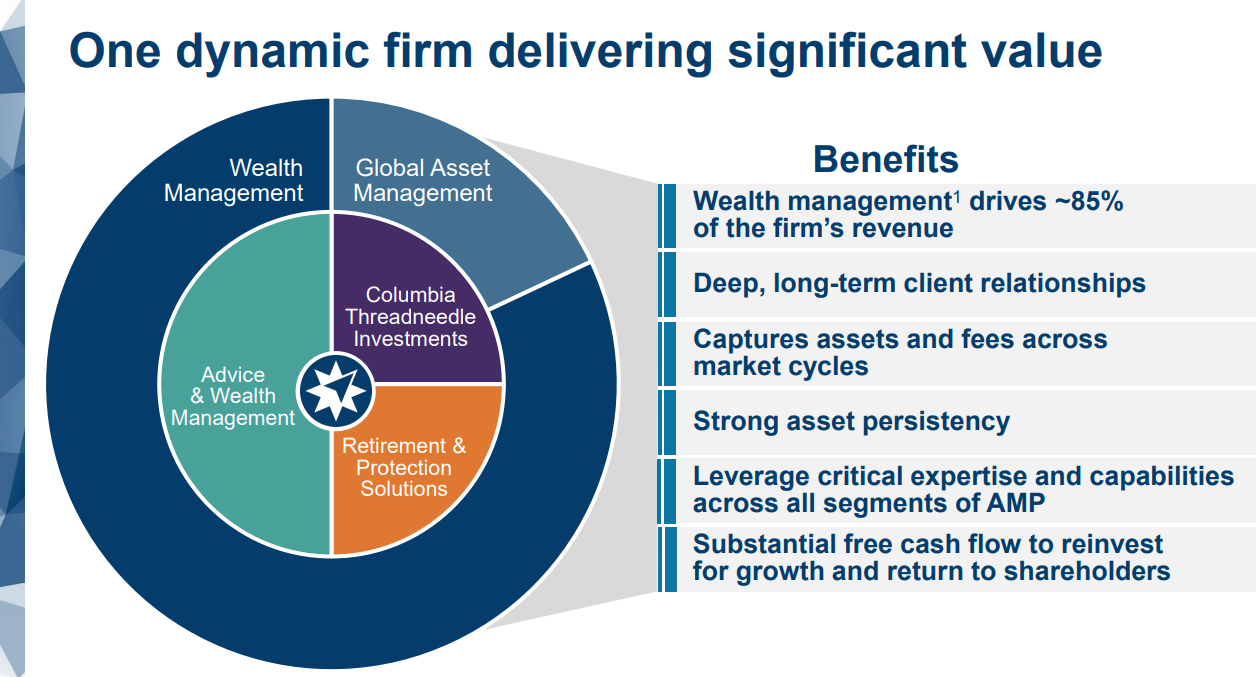 One dynamic firm delivering significant value
Wealth
Management
Global Asset
Management
Columbia
Threadneedle
Investments
Advice
& Wealth
Management
Retirement &
Protection
Solutions
Benefits
Wealth management¹ drives ~85%
of the firm’s revenue
Deep, long-term client relationships
Captures assets and fees across
market cycles
Strong asset persistency
Leverage critical expertise and capabilities
across all segments of AMP
Substantial free cash flow to reinvest
for growth and return to shareholders